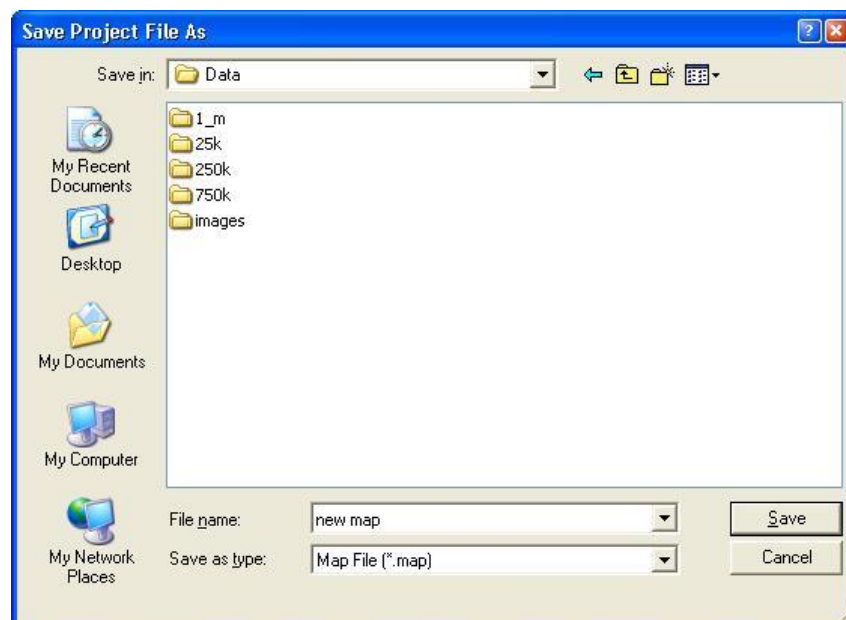 Save Project File As
Save in:
Data
1_m
25k
250k
750k
images
My Recent
Documents
Desktop
My Documents
My Computer
My Network
Places
File name:
new map
Save
Save as type:
Map File (*.map)
Cancel